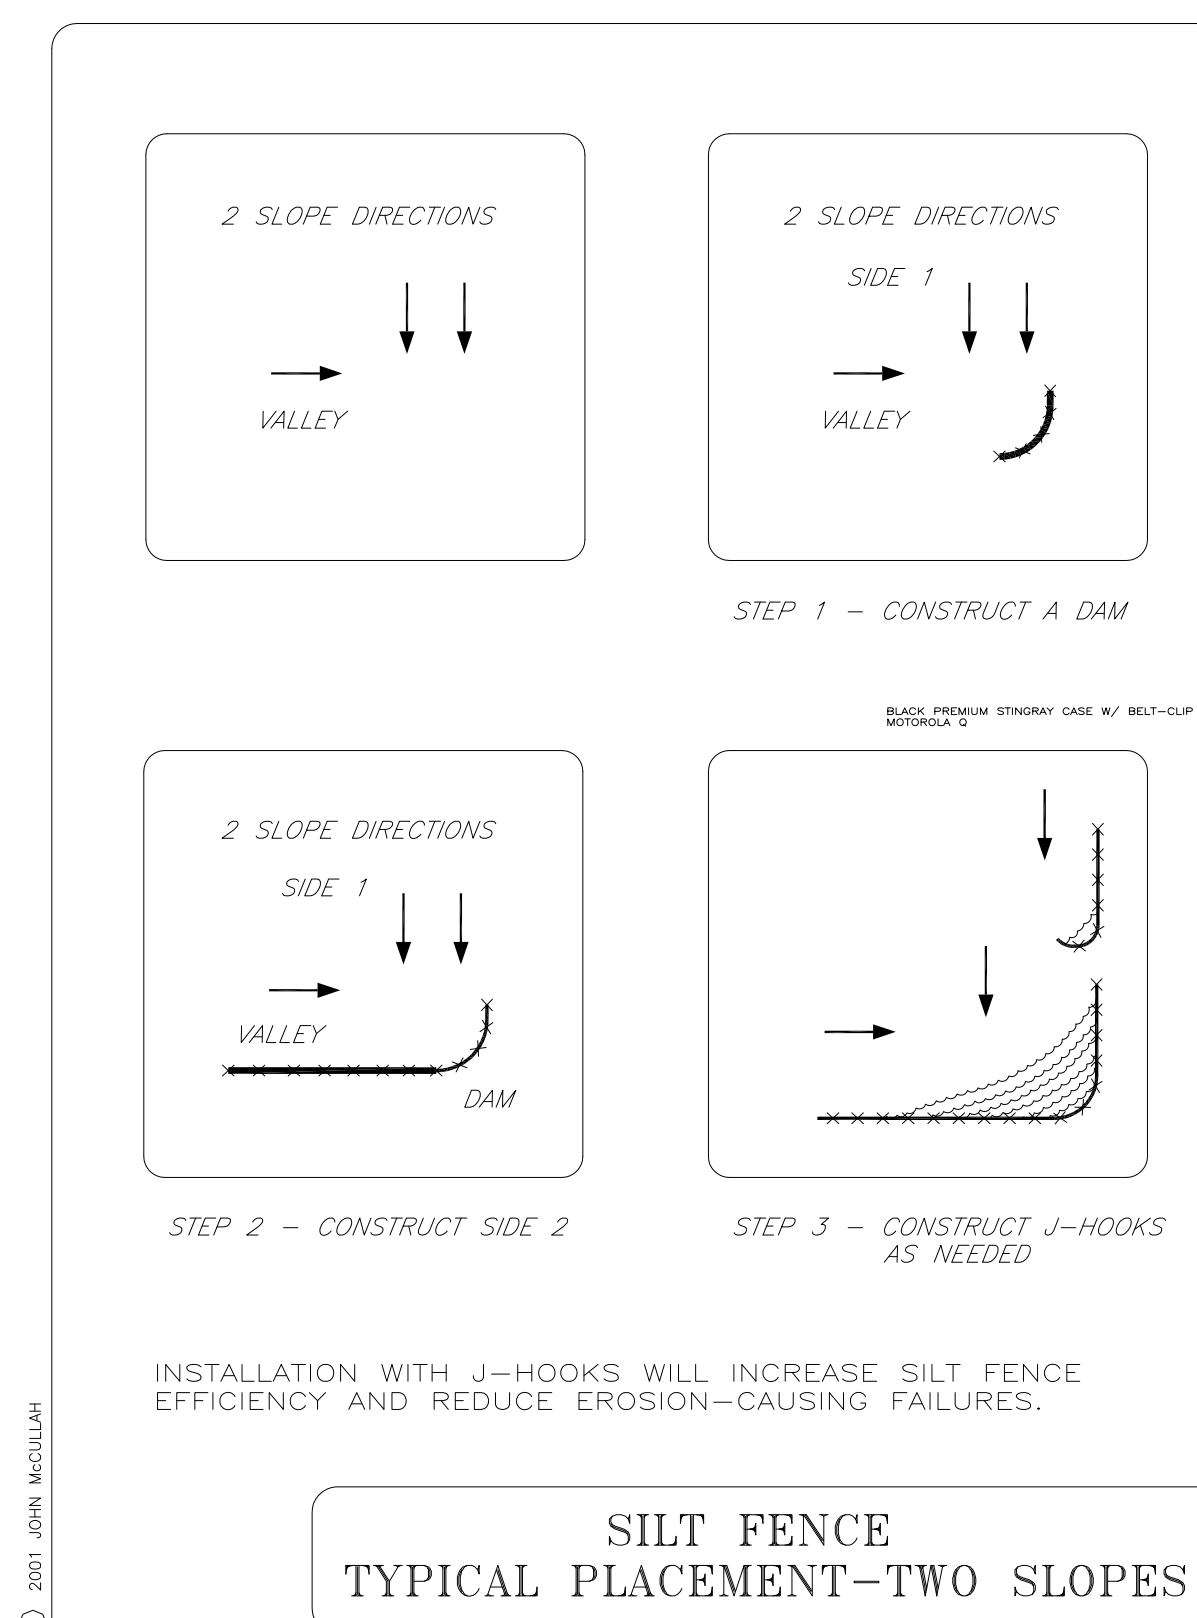 2 SLOPE DIRECTIONS
VALLEY
2 SLOPE DIRECTIONS
SIDE 1
VALLEY
STEP 1 - CONSTRUCT A DAM
BLACK PREMIUM STINGRAY CASE W/ BELT-CLIP
MOTOROLA Q
2 SLOPE DIRECTIONS
SIDE 1
VALLEY
DAM
STEP 2 - CONSTRUCT SIDE 2
STEP 3 - CONSTRUCT J-HOOKS
AS NEEDED
INSTALLATION WITH J-HOOKS WILL INCREASE SILT FENCE
EFFICIENCY AND REDUCE EROSION-CAUSING FAILURES.
2001 JOHN McCULLAH
SILT FENCE
TYPICAL PLACEMENT-TWO SLOPES